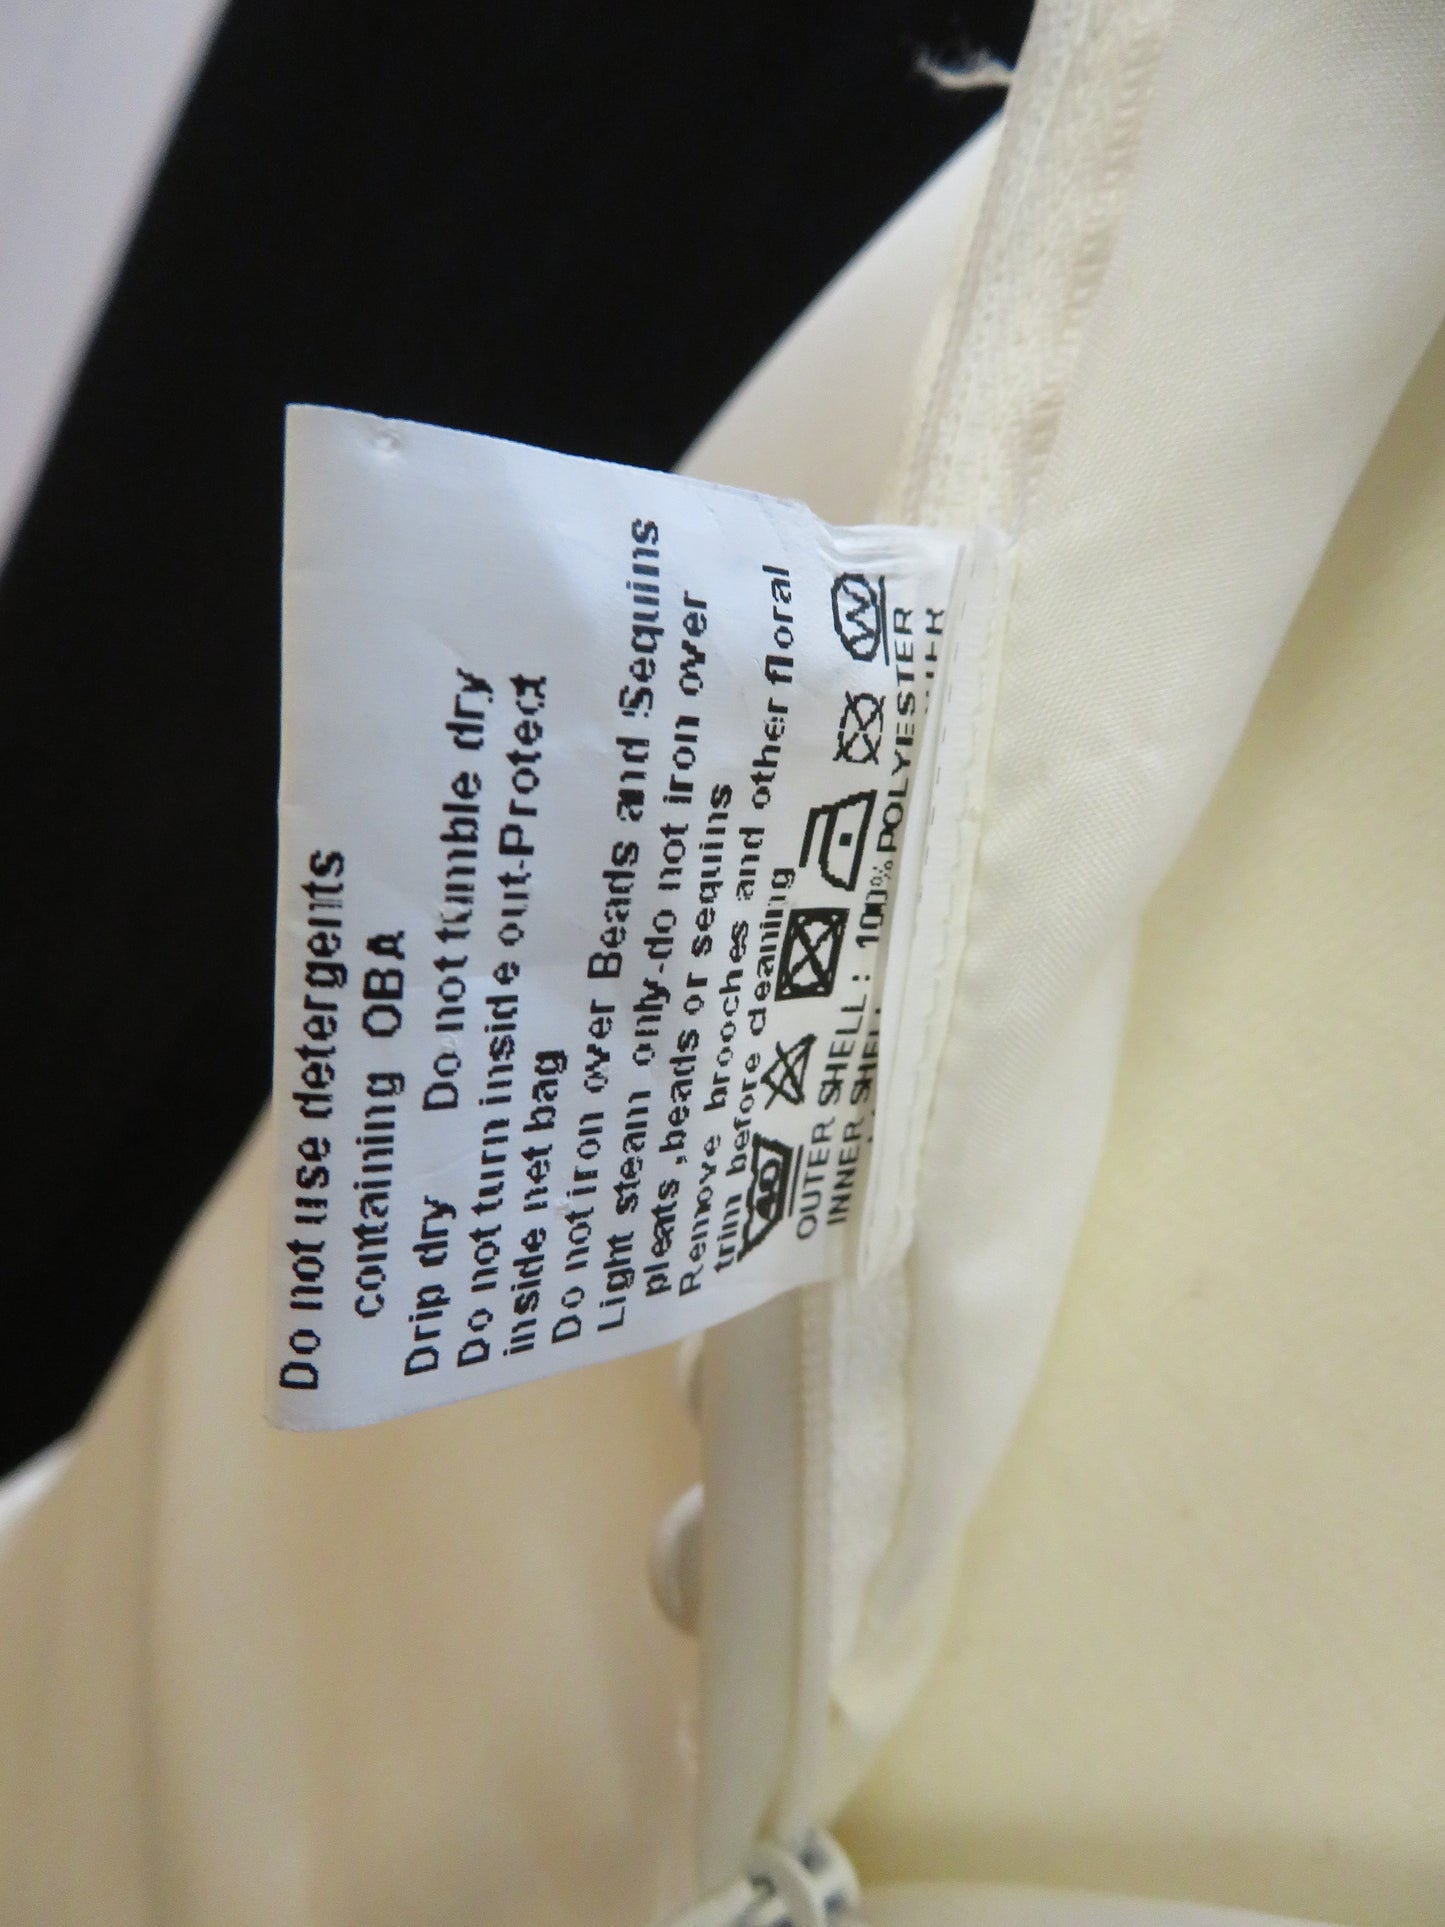 Do not use detergents
containing OBA
Drip dry Do not tumble dry
Do not turn inside out-Protect
inside net bag
Do not iron over Beads and Sequins
Light steam only-do not iron over
pleats ,beads or sequins
Remove brooches and other floral
trim before cleaning
40 W
OUTER SHELL: 100% POLYESTER
INNER SHELL: